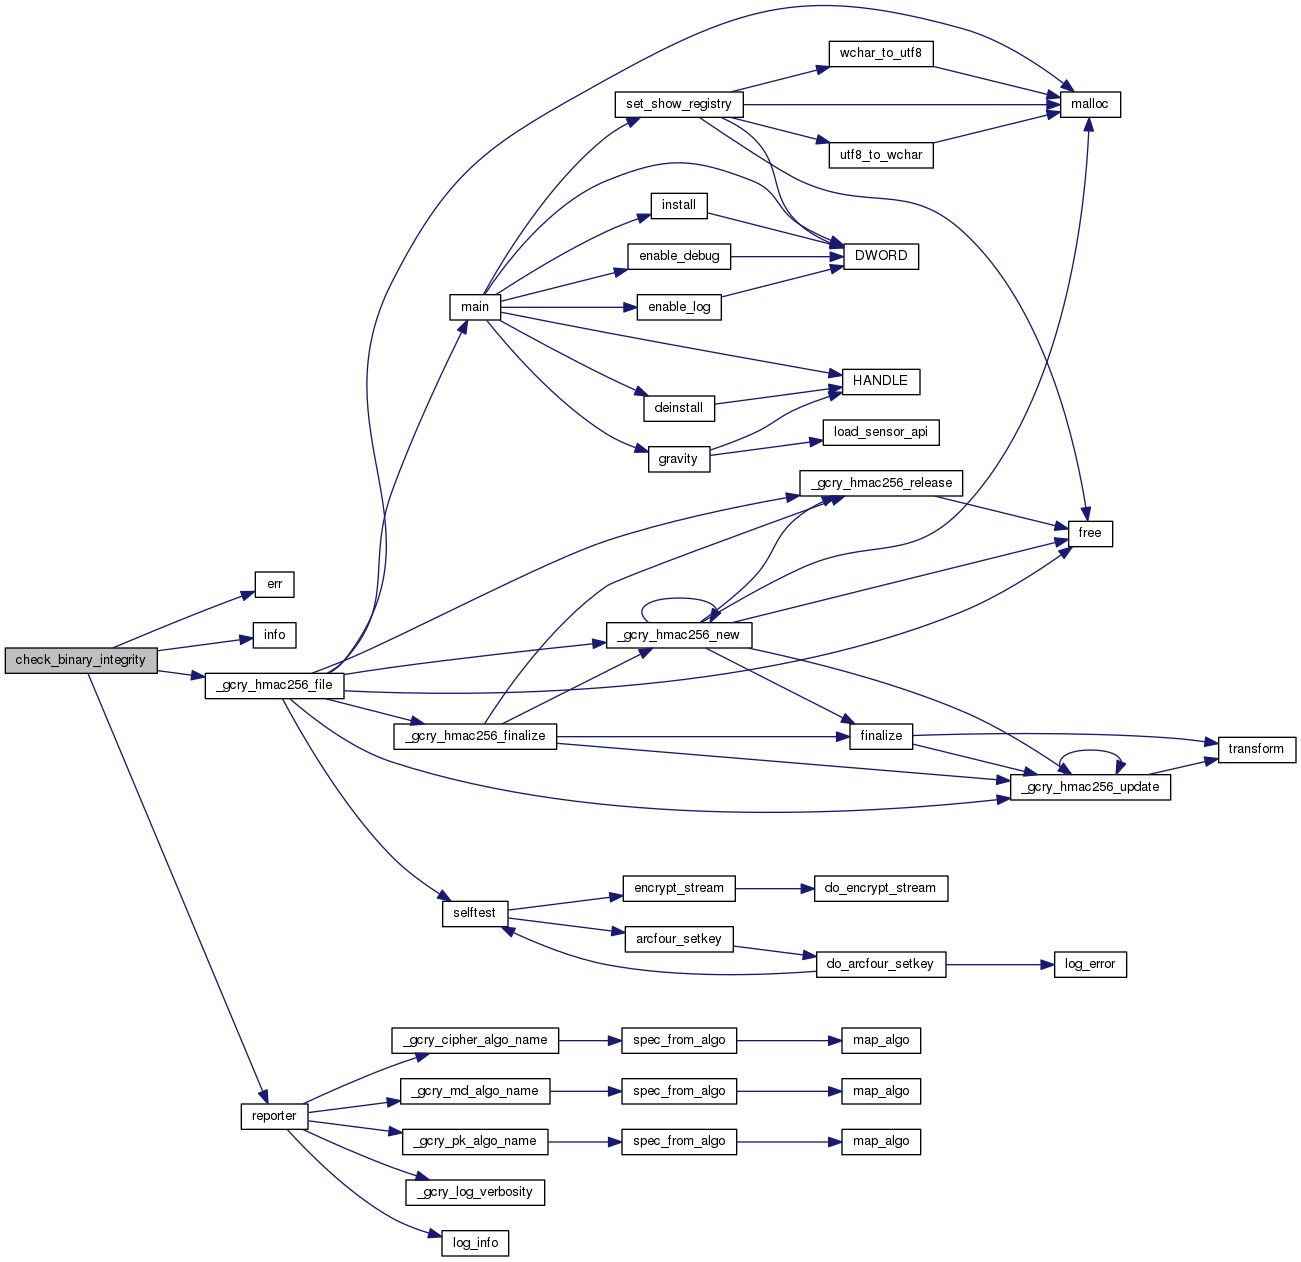 wchar_to_utf8
set_show_registry
malloc
utf8_to_wchar
install
enable_debug
DWORD
main
enable_log
HANDLE
deinstall
load_sensor_api
gravity
_gcry_hmac256_release
free
err
info
_gcry_hmac256_new
check_binary_integrity
_gcry_hmac256_file
_gcry_hmac256_finalize
finalize
transform
_gcry_hmac256_update
encrypt_stream
do_encrypt_stream
selftest
arcfour_setkey
do_arcfour_setkey
log_error
_gcry_cipher_algo_name
spec_from_algo
map_algo
_gcry_md_algo_name
spec_from_algo
map_algo
reporter
_gcry_pk_algo_name
spec_from_algo
map_algo
_gcry_log_verbosity
log_info